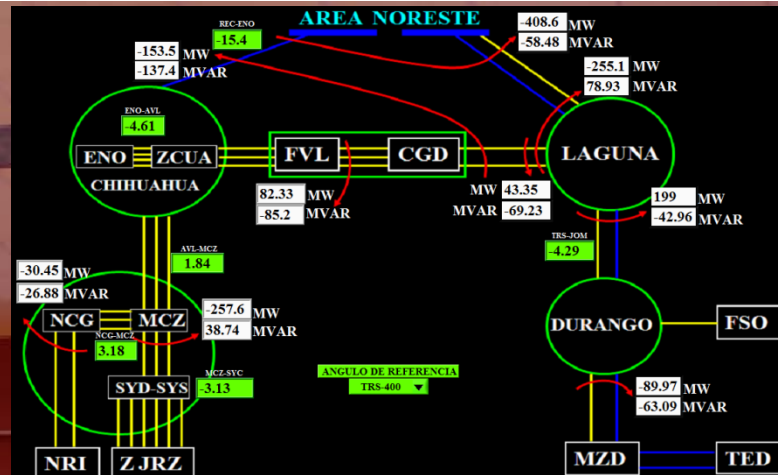 AREA NORESTE
REC-ENO
-15.4
-408.6 MW
-58.48 MVAR
-153.5 MW
-137.4 MVAR
-255.1 MW
78.93 MVAR
ENO-AVL
-4.61
ENO ZCUA
CHIHUAHUA
FVL
CGD
LAGUNA
82.33 MW
-85.2 MVAR
MW 43.35
MVAR -69.23
199 MW
-42.96 MVAR
AVL-MCZ
1.84
TRS-JOM
-4.29
-30.45 MW
-26.88 MVAR
-257.6 MW
38.74 MVAR
NCG
MCZ
NCG-MCZ
3.18
DURANGO
FSO
SYD-SYS
MCZ-SYC
-3.13
ANGULO DE REFERENCIA
TRS-400
-89.97 MW
-63.09 MVAR
NRI
Z JRZ
MZD
TED